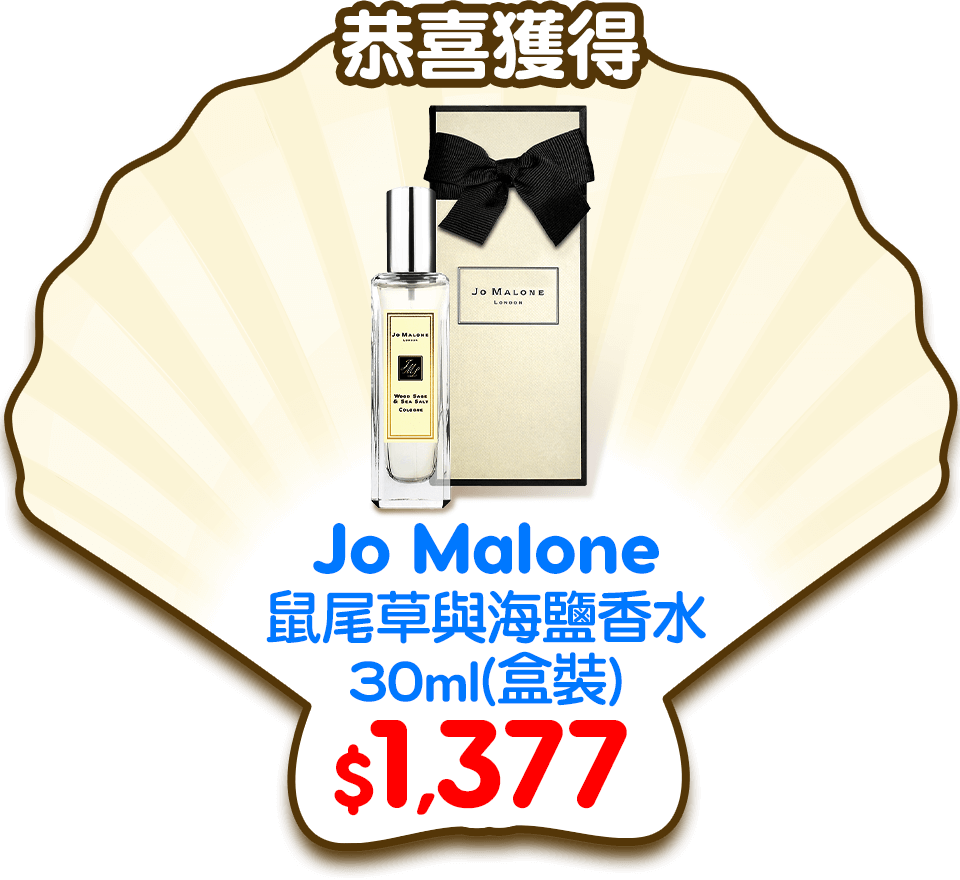 恭喜獲得
JO MALONE
LONDON
JO MALONE
LONDON
WOOD SAGE
& SEA SALT
COLOGNE
Jo Malone
鼠尾草與海鹽香水
30ml(盒裝)
$1,377